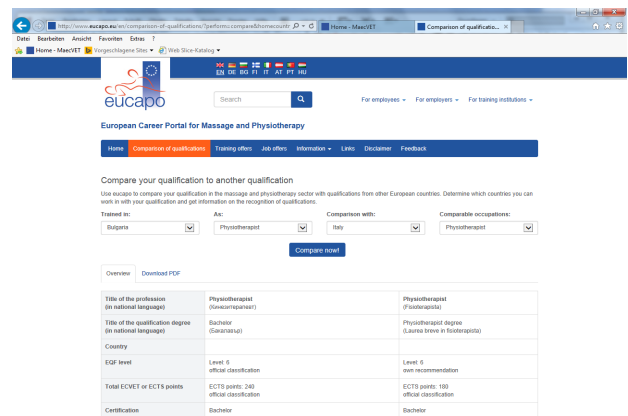 http://www.eucapo.eu/en/comparison-of-qualifications/?performs:compare&homecountr
Home - MaecVET
Comparison of qualificatio...
Datei Bearbeiten Ansicht Favoriten Extras ?
Home - MaecVET Vorgeschlagene Sites Web Slice-Katalog
EN DE BG FI IT AT PT HU
eucapo
Search
For employees For employers For training institutions
European Career Portal for Massage and Physiotherapy
Home Comparison of qualifications Training offers Job offers Information Links Disclaimer Feedback
Compare your qualification to another qualification
Use eucapo to compare your qualification in the massage and physiotherapy sector with qualifications from other European countries. Determine which countries you can
work in with your qualification and get information on the recognition of qualifications.
Trained in: As: Comparison with: Comparable occupations:
Bulgaria Physiotherapist Italy Physiotherapist
Compare now!
Overview Download PDF
Title of the profession Physiotherapist Physiotherapist
(in national language) (Кинезитерапевт) (Fisioterapista)
Title of the qualification degree Bachelor Physiotherapist degree
(in national language) (Бакалавър) (Laurea breve in fisioterapista)
Country
EQF level Level: 6 Level: 6
official classification own recommendation
Total ECVET or ECTS points ECTS points: 240 ECTS points: 180
official classification official classification
Certification Bachelor Bachelor